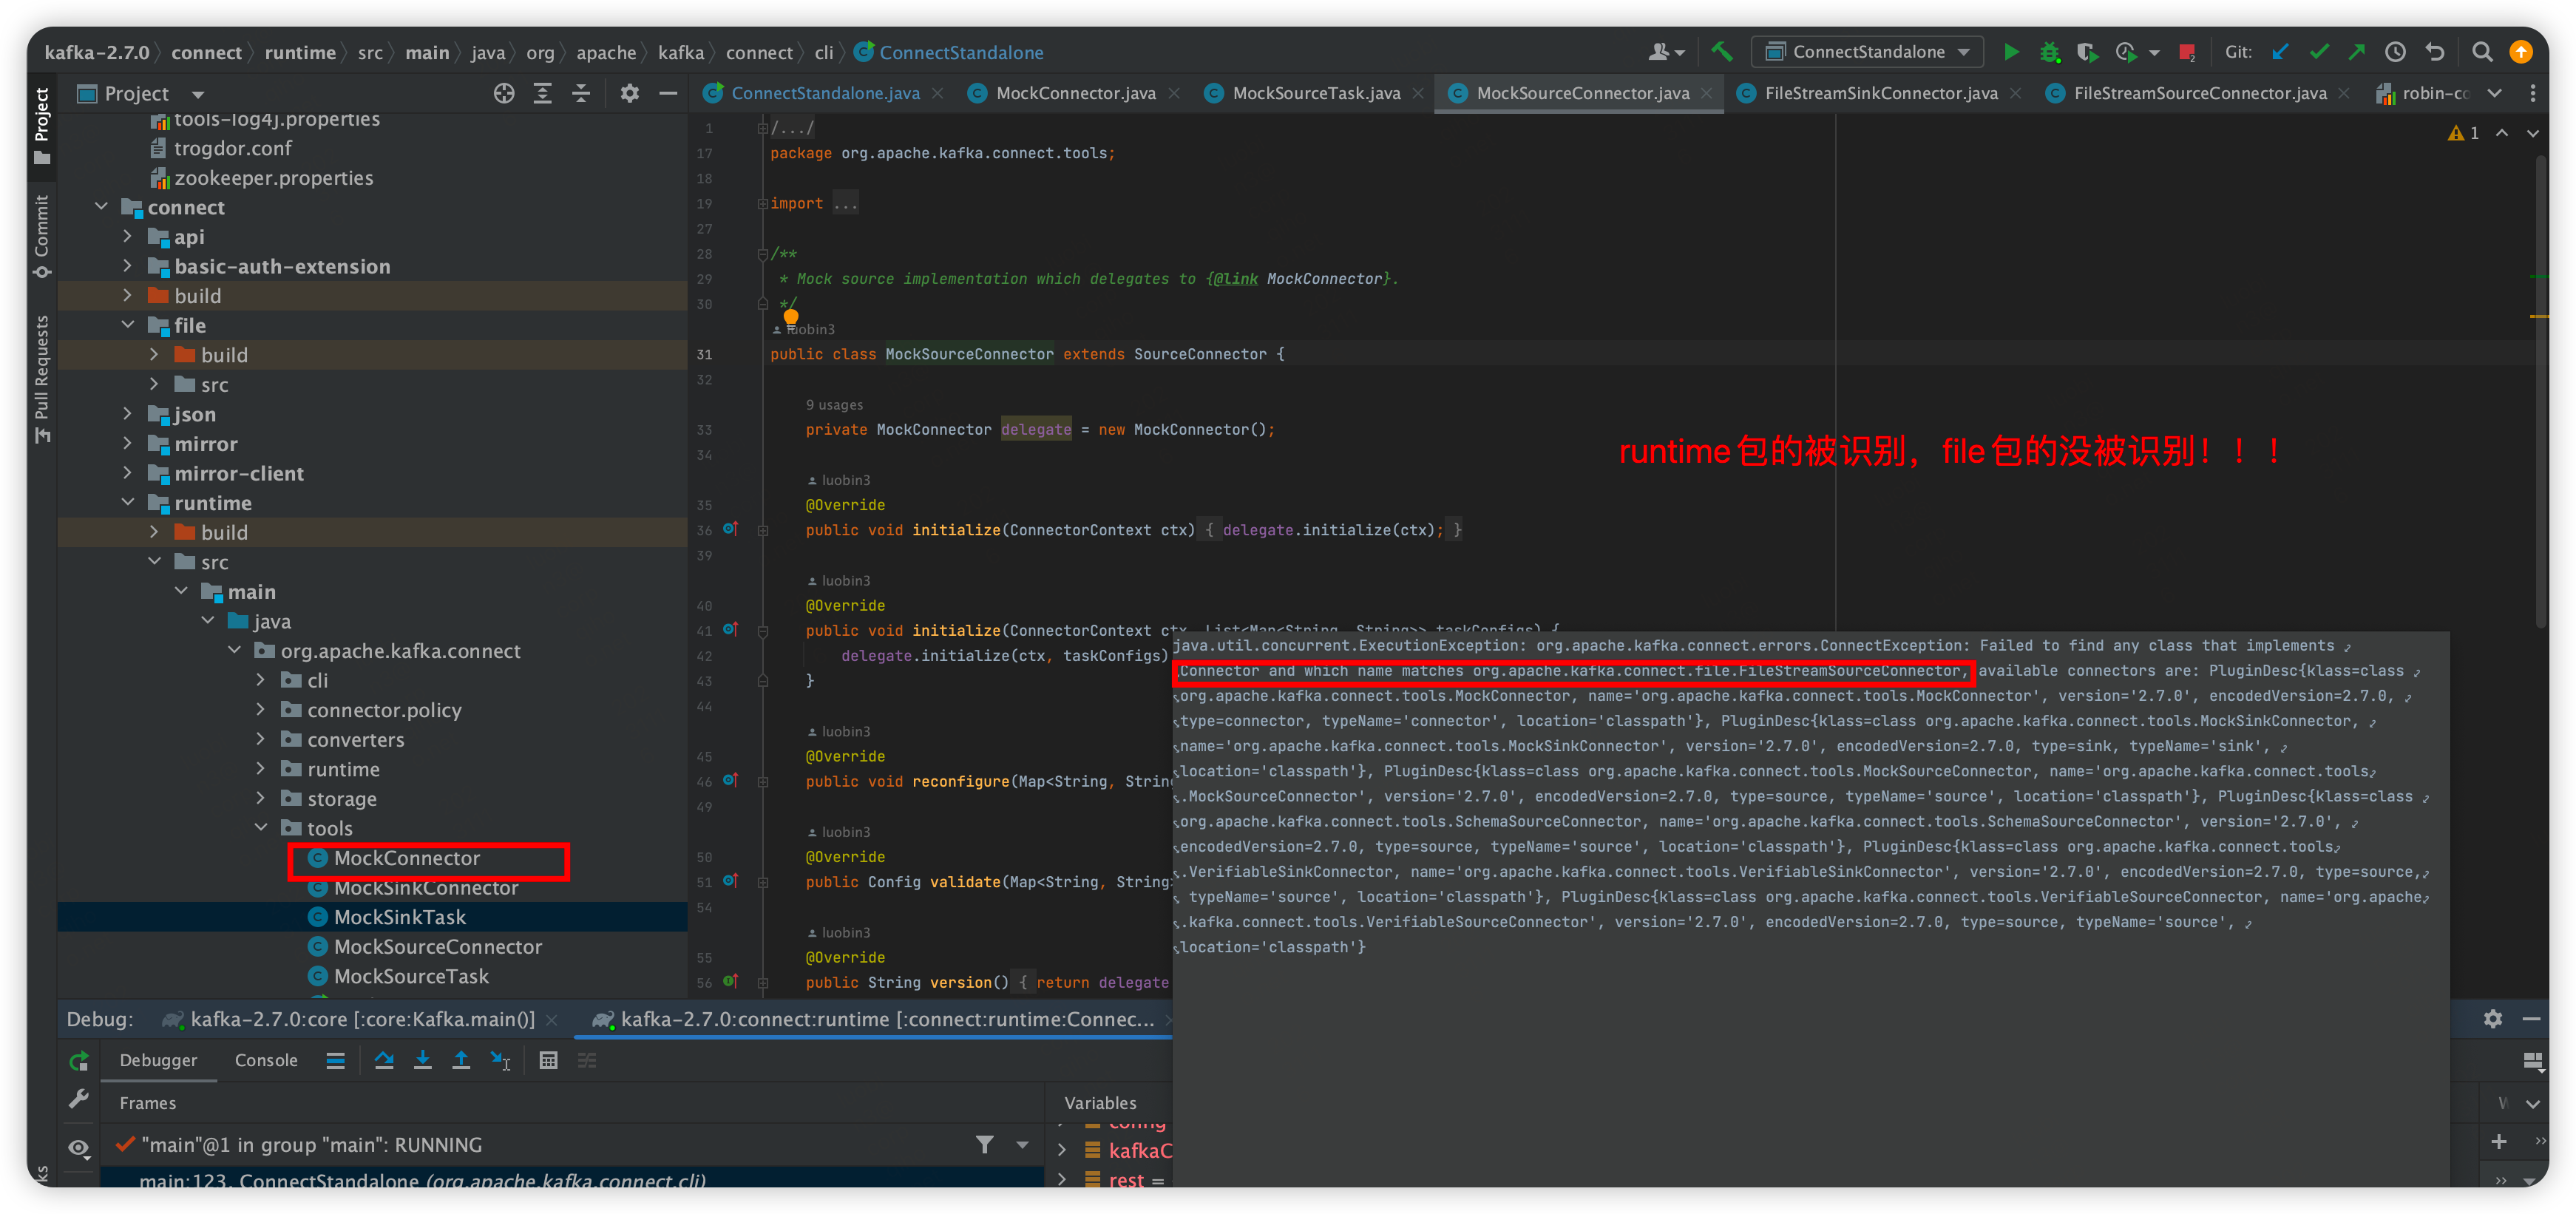 kafka-2.7.0 connect runtime src main java org apache kafka connect cli ConnectStandalone
ConnectStandalone Git:
Project
ConnectStandalone.java MockConnector.java MockSourceTask.java MockSourceConnector.java FileStreamSinkConnector.java FileStreamSourceConnector.java robin-co
Project
Commit
Pull Requests
tools-log4j.properties
trogdor.conf
zookeeper.properties
connect
api
basic-auth-extension
build
file
build
src
json
mirror
mirror-client
runtime
build
src
main
java
org.apache.kafka.connect
cli
connector.policy
converters
runtime
storage
tools
MockConnector
MockSinkConnector
MockSinkTask
MockSourceConnector
MockSourceTask
1
1 /.../
17 package org.apache.kafka.connect.tools;
18
19 import ...
27
28 /**
29 * Mock source implementation which delegates to {@link MockConnector}.
30 */
luobin3
31 public class MockSourceConnector extends SourceConnector {
32
9 usages
33 private MockConnector delegate = new MockConnector();
34
luobin3
35 @Override
36 public void initialize(ConnectorContext ctx) { delegate.initialize(ctx); }
39
luobin3
40 @Override
41 public void initialize(ConnectorContext ctx, List<Map<String, String>> taskConfigs) {
42 delegate.initialize(ctx, taskConfigs)
43 }
44
luobin3
45 @Override
46 public void reconfigure(Map<String, Strin
49
luobin3
50 @Override
51 public Config validate(Map<String, String>
54
luobin3
55 @Override
56 public String version() { return delegate
runtime包的被识别，file包的没被识别！！！
java.util.concurrent.ExecutionException: org.apache.kafka.connect.errors.ConnectException: Failed to find any class that implements
Connector and which name matches org.apache.kafka.connect.file.FileStreamSourceConnector, available connectors are: PluginDesc{klass=class
org.apache.kafka.connect.tools.MockConnector, name='org.apache.kafka.connect.tools.MockConnector', version='2.7.0', encodedVersion=2.7.0,
type=connector, typeName='connector', location='classpath'}, PluginDesc{klass=class org.apache.kafka.connect.tools.MockSinkConnector,
name='org.apache.kafka.connect.tools.MockSinkConnector', version='2.7.0', encodedVersion=2.7.0, type=sink, typeName='sink',
location='classpath'}, PluginDesc{klass=class org.apache.kafka.connect.tools.MockSourceConnector, name='org.apache.kafka.connect.tools
.MockSourceConnector', version='2.7.0', encodedVersion=2.7.0, type=source, typeName='source', location='classpath'}, PluginDesc{klass=class
org.apache.kafka.connect.tools.SchemaSourceConnector, name='org.apache.kafka.connect.tools.SchemaSourceConnector', version='2.7.0',
encodedVersion=2.7.0, type=source, typeName='source', location='classpath'}, PluginDesc{klass=class org.apache.kafka.connect.tools
.VerifiableSinkConnector, name='org.apache.kafka.connect.tools.VerifiableSinkConnector', version='2.7.0', encodedVersion=2.7.0, type=source,
typeName='source', location='classpath'}, PluginDesc{klass=class org.apache.kafka.connect.tools.VerifiableSourceConnector, name='org.apache
.kafka.connect.tools.VerifiableSourceConnector', version='2.7.0', encodedVersion=2.7.0, type=source, typeName='source',
location='classpath'}
Debug: kafka-2.7.0:core [:core:Kafka.main()] kafka-2.7.0:connect:runtime [:connect:runtime:Connec...
Debugger Console
Frames Variables
"main"@1 in group "main": RUNNING
main:123, ConnectStandalone (org.apache.kafka.connect.cli)
config
kafkaC
rest =